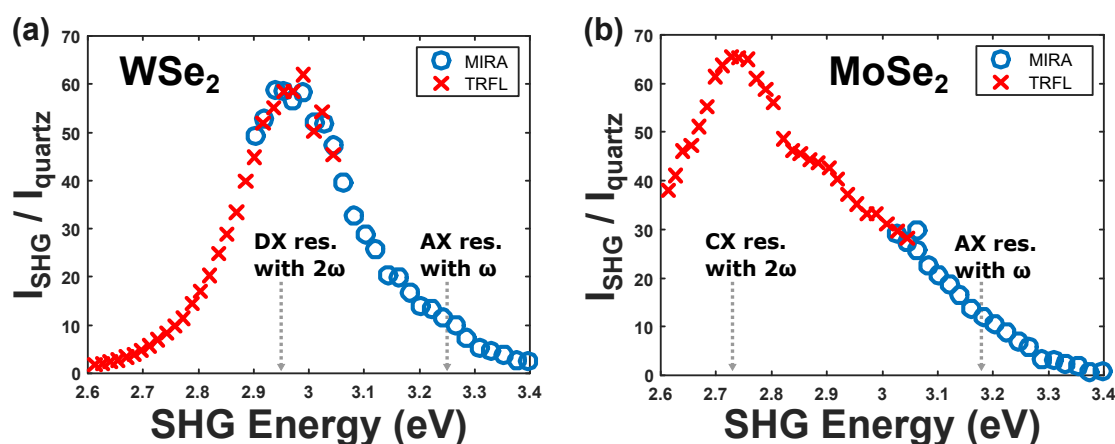 (a)
70
60
50
40
30
20
10
0
I_SHG / I_quartz
WSe₂
MIRA
TRFL
DX res.
with 2ω
AX res.
with ω
2.6 2.7 2.8 2.9 3 3.1 3.2 3.3 3.4
SHG Energy (eV)
(b)
70
60
50
40
30
20
10
0
I_SHG / I_quartz
MoSe₂
MIRA
TRFL
CX res.
with 2ω
AX res.
with ω
2.6 2.7 2.8 2.9 3 3.1 3.2 3.3 3.4
SHG Energy (eV)